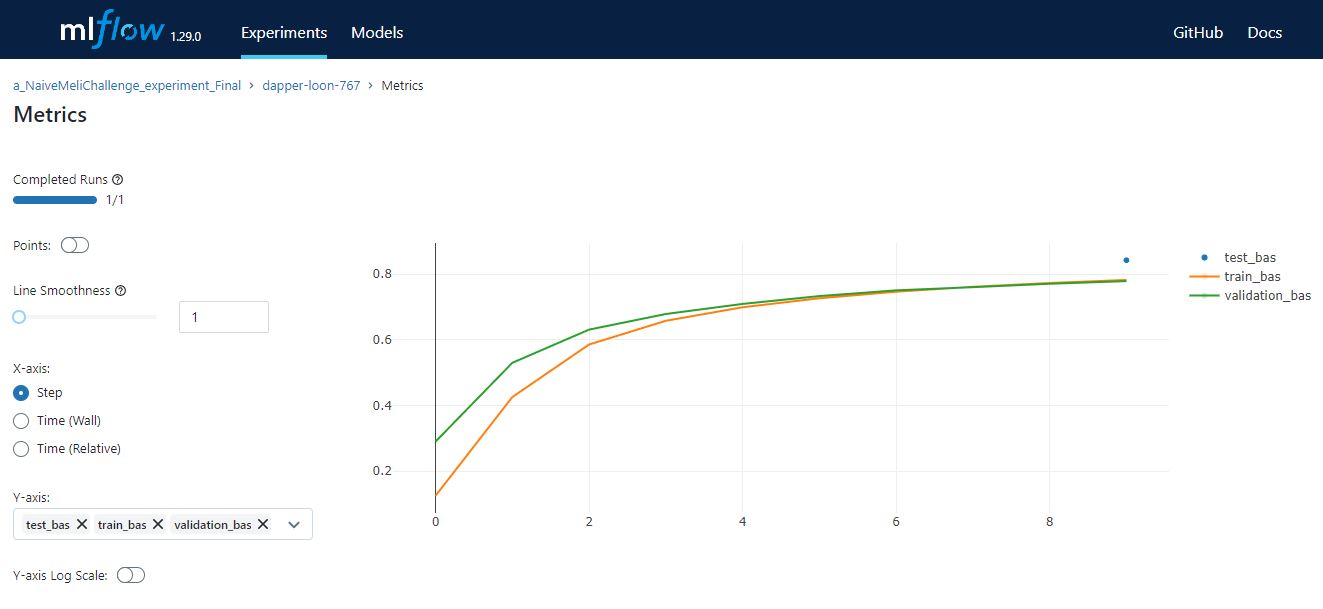 mlflow 1.29.0 Experiments Models GitHub Docs
a_NaiveMeliChallenge_experiment_Final > dapper-loon-767 > Metrics
Metrics
Completed Runs
1/1
Points:
Line Smoothness
1
X-axis:
Step
Time (Wall)
Time (Relative)
Y-axis:
test_bas train_bas validation_bas
Y-axis Log Scale:
0.8
0.6
0.4
0.2
0 2 4 6 8
test_bas
train_bas
validation_bas